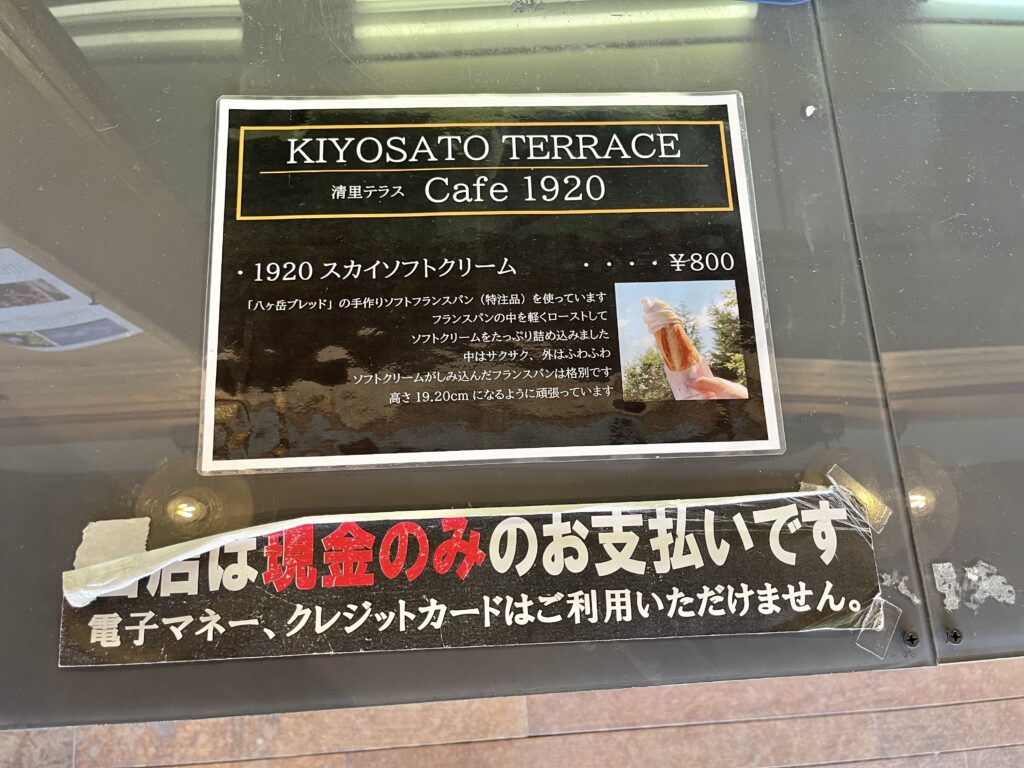 KIYOSATO TERRACE
清里テラス Cafe 1920
・1920 スカイソフトクリーム ・・・・¥800
「八ヶ岳ブレッド」の手作りソフトフランスパン（特注品）を使っています
フランスパンの中を軽くローストして
ソフトクリームをたっぷり詰め込みました
中はサクサク、外はふわふわ
ソフトクリームがしみ込んだフランスパンは格別です
高さ 19.20cm になるように頑張っています
店は現金のみのお支払いです
電子マネー、クレジットカードはご利用いただけません。